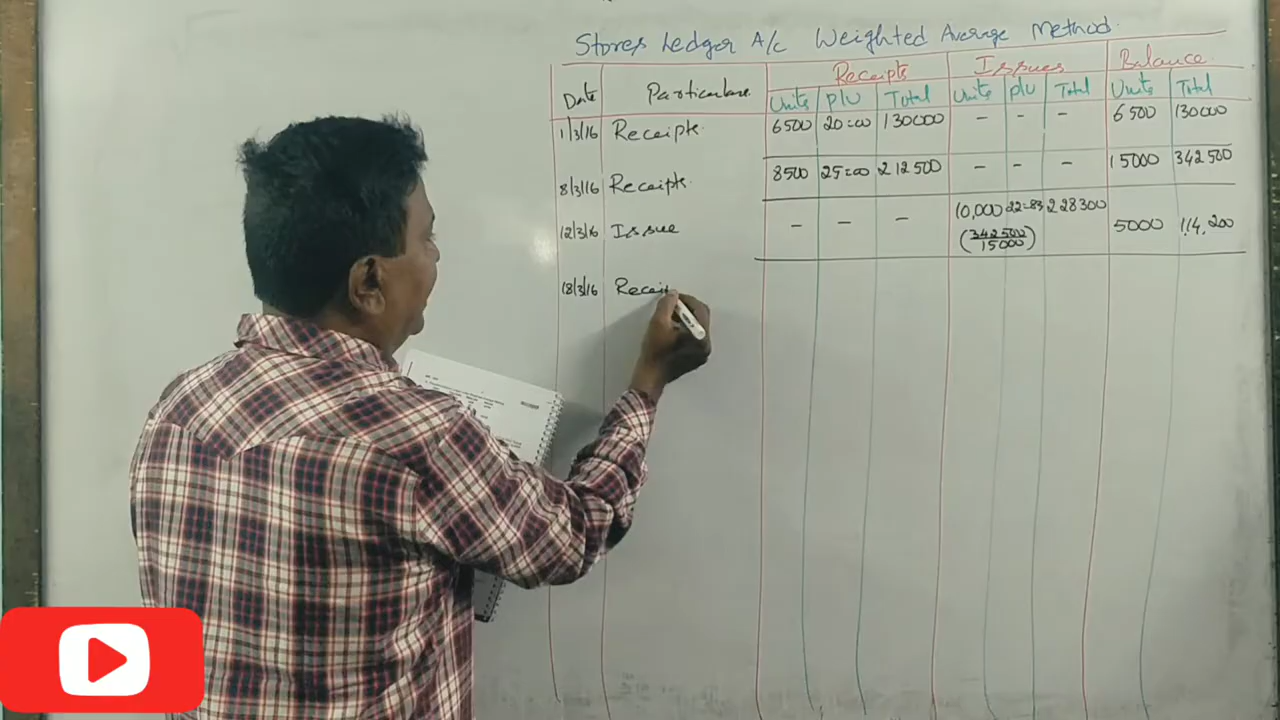 Stores Ledger A/c Weighted Average Method.
Receipts Issues Balance
Date Particulars Units P/U Total Units P/U Total Units Total
1/3/16 Receipts. 6500 20=00 130000 - - - 6500 130000
8/3/16 Receipts. 8500 25=00 212500 - - - 15000 342500
12/3/16 Issue - - - 10,000 22=83 228300 5000 114,200
(342500/15000)
18/3/16 Receipt